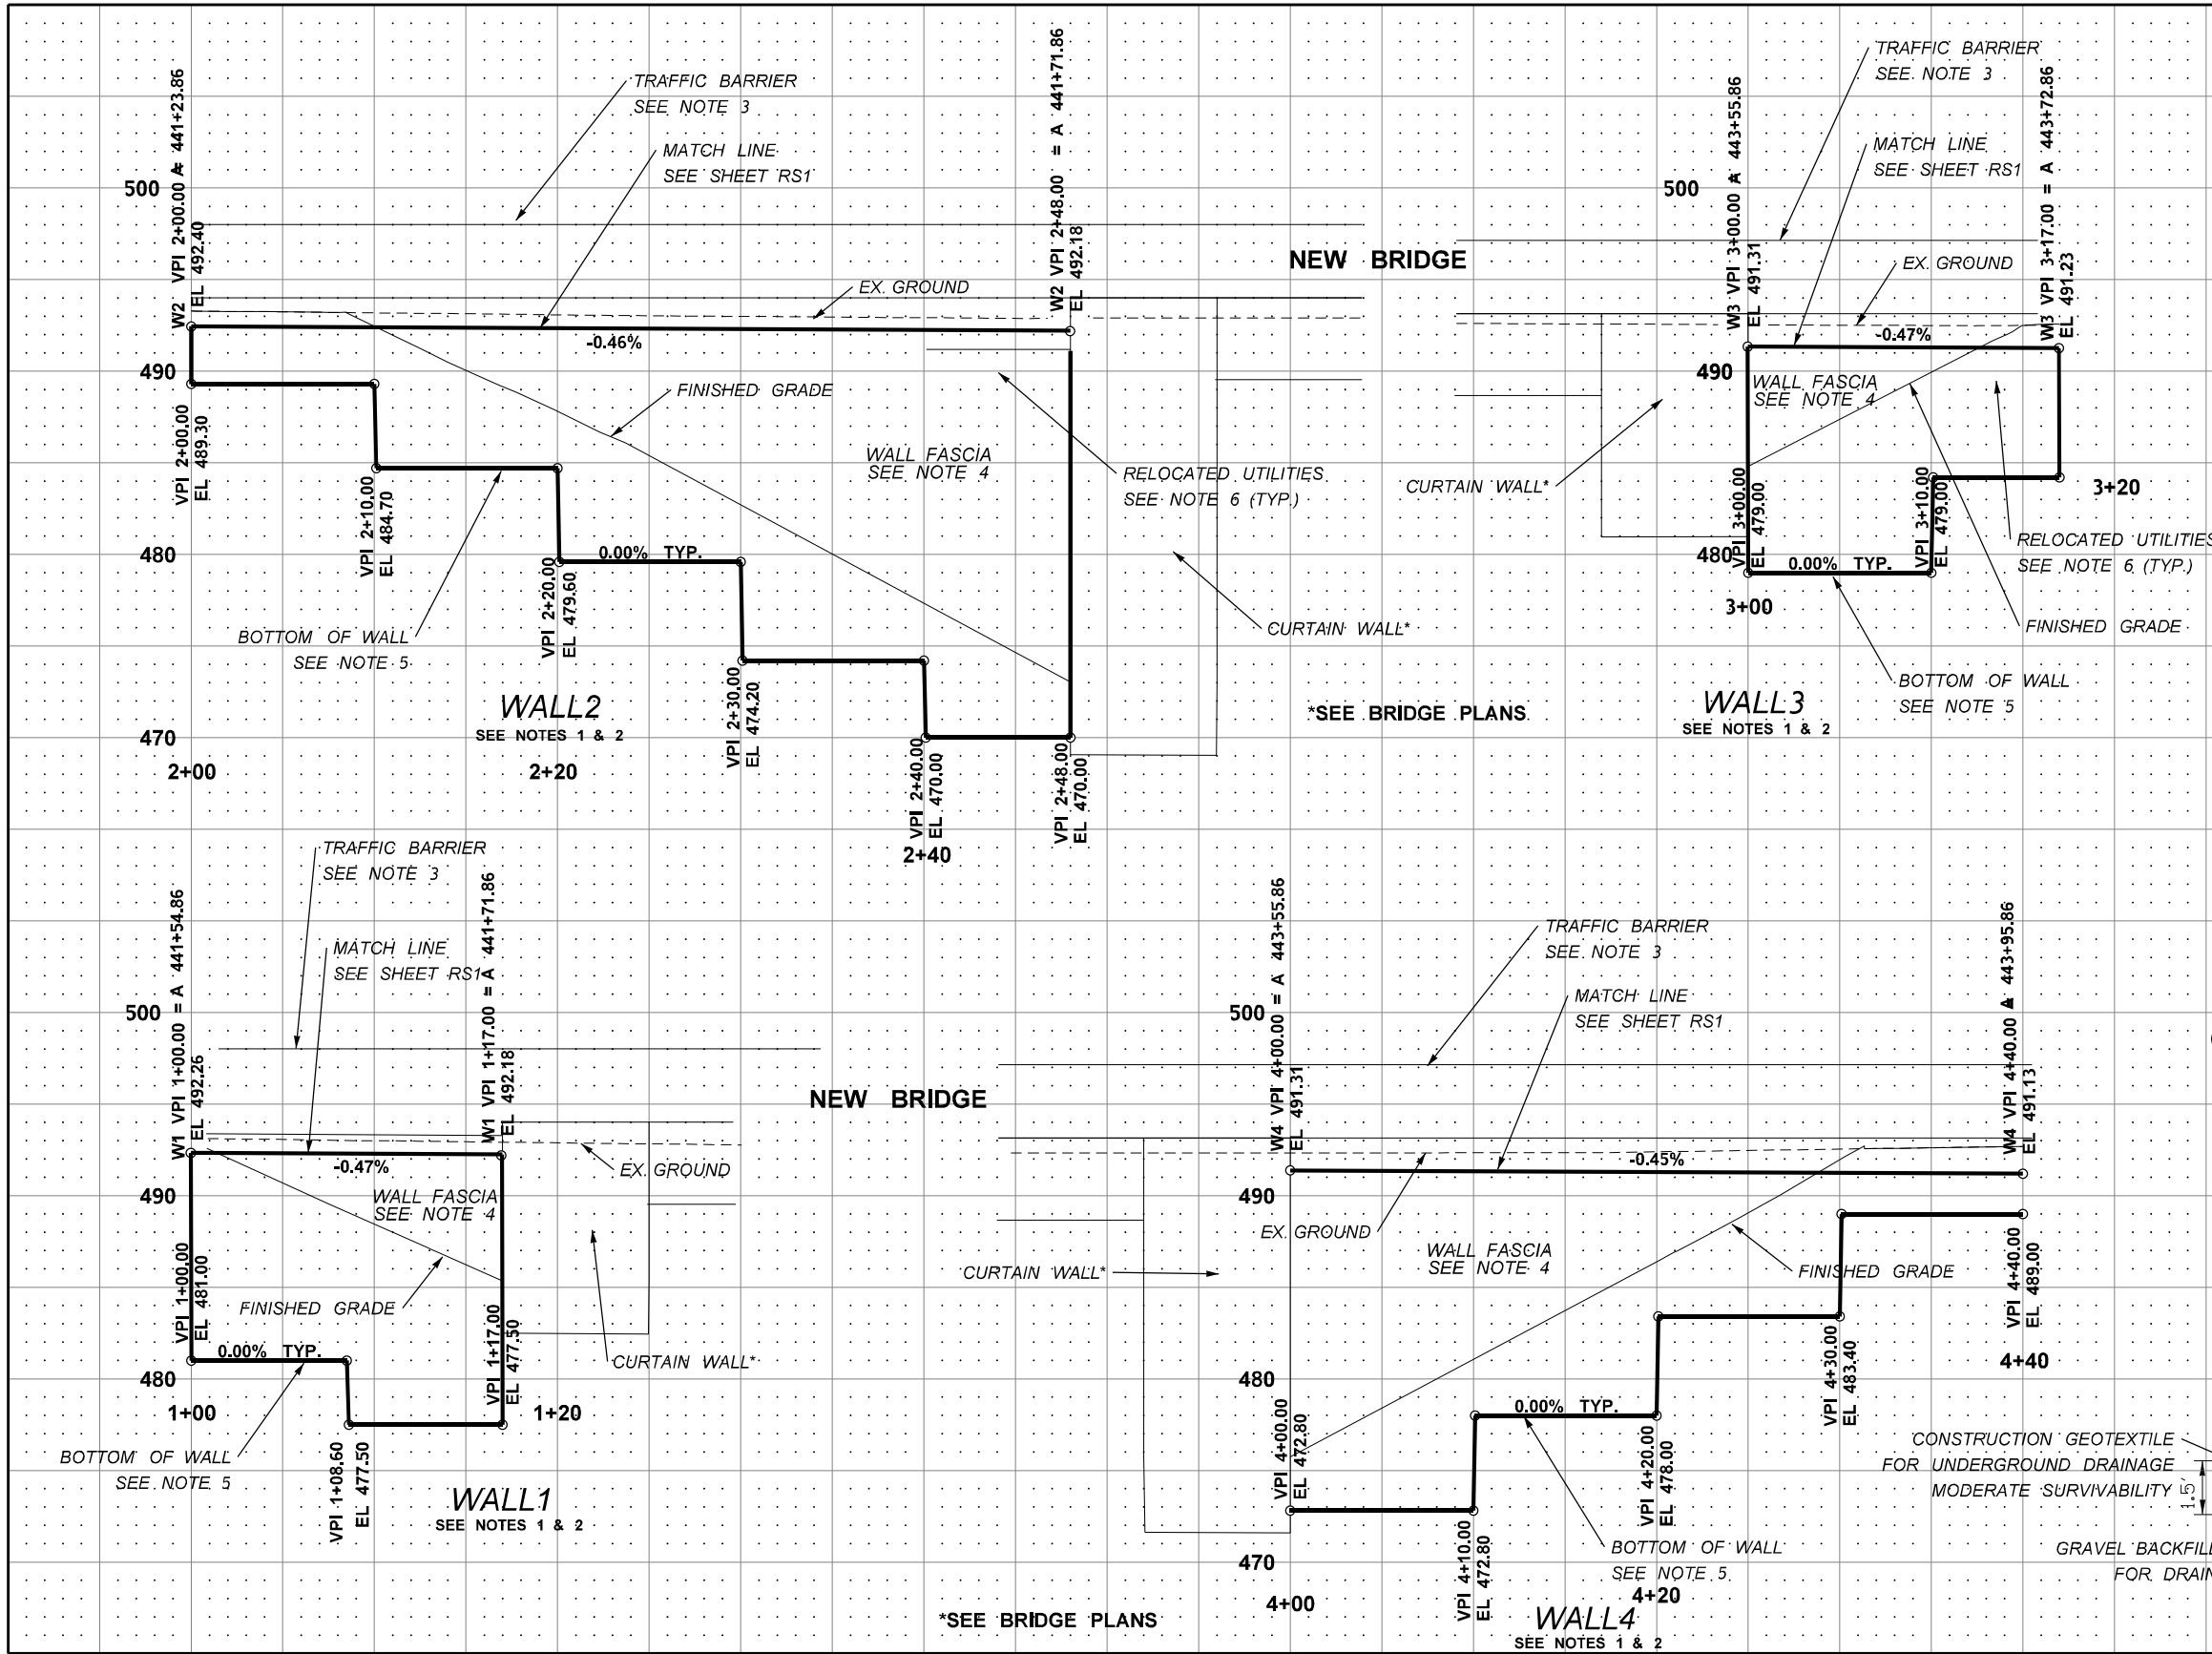 WALL2
SEE NOTES 1 & 2
W2 VPI 2+00.00 = A 441+23.86
EL 492.40
TRAFFIC BARRIER
SEE NOTE 3
MATCH LINE
SEE SHEET RS1
W2 VPI 2+48.00 = A 441+71.86
EL 492.18
500
490
480
470
EX. GROUND
-0.46%
FINISHED GRADE
WALL FASCIA
SEE NOTE 4
RELOCATED UTILITIES
SEE NOTE 6 (TYP.)
CURTAIN WALL*
VPI 2+00.00
EL 489.30
VPI 2+10.00
EL 484.70
VPI 2+20.00
EL 479.60
0.00% TYP.
VPI 2+30.00
EL 474.20
VPI 2+40.00
EL 470.00
VPI 2+48.00
EL 470.00
BOTTOM OF WALL
SEE NOTE 5
2+00
2+20
2+40
NEW BRIDGE
*SEE BRIDGE PLANS
W3 VPI 3+00.00 = A 443+55.86
EL 491.31
TRAFFIC BARRIER
SEE NOTE 3
MATCH LINE
SEE SHEET RS1
EX. GROUND
W3 VPI 3+17.00 = A 443+72.86
EL 491.23
500
490
480
-0.47%
WALL FASCIA
SEE NOTE 4
CURTAIN WALL*
VPI 3+00.00
EL 479.00
VPI 3+10.00
EL 479.00
0.00% TYP.
3+00
3+20
RELOCATED UTILITIES
SEE NOTE 6 (TYP.)
FINISHED GRADE
BOTTOM OF WALL
SEE NOTE 5
WALL3
SEE NOTES 1 & 2
TRAFFIC BARRIER
SEE NOTE 3
MATCH LINE
SEE SHEET RS1
W1 VPI 1+00.00 = A 441+54.86
EL 492.26
W1 VPI 1+17.00 = A 441+71.86
EL 492.18
500
490
480
-0.47%
WALL FASCIA
SEE NOTE 4
EX. GROUND
FINISHED GRADE
CURTAIN WALL*
VPI 1+00.00
EL 481.00
0.00% TYP.
VPI 1+17.00
EL 477.50
1+00
1+20
BOTTOM OF WALL
SEE NOTE 5
VPI 1+08.60
EL 477.50
WALL1
SEE NOTES 1 & 2
NEW BRIDGE
*SEE BRIDGE PLANS
W4 VPI 4+00.00 = A 443+55.86
EL 491.31
TRAFFIC BARRIER
SEE NOTE 3
MATCH LINE
SEE SHEET RS1
W4 VPI 4+40.00 = A 443+95.86
EL 491.13
500
490
480
470
-0.45%
EX. GROUND
WALL FASCIA
SEE NOTE 4
CURTAIN WALL*
FINISHED GRADE
VPI 4+00.00
EL 472.80
VPI 4+10.00
EL 472.80
0.00% TYP.
VPI 4+20.00
EL 478.00
VPI 4+30.00
EL 483.40
VPI 4+40.00
EL 489.00
4+00
4+20
4+40
BOTTOM OF WALL
SEE NOTE 5
WALL4
SEE NOTES 1 & 2
CONSTRUCTION GEOTEXTILE
FOR UNDERGROUND DRAINAGE
MODERATE SURVIVABILITY
1.5'
GRAVEL BACKFILL
FOR DRAIN